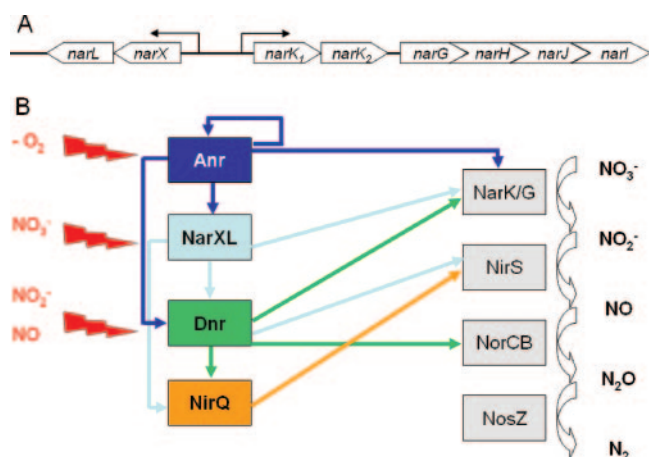 A
narL narX narK1 narK2 narG narH narJ narI
B
- O2
Anr
NO3-
NarK/G
NO3-
NarXL
NO2-
NirS
NO2-
NO
Dnr
NO
NorCB
N2O
NirQ
NosZ
N2